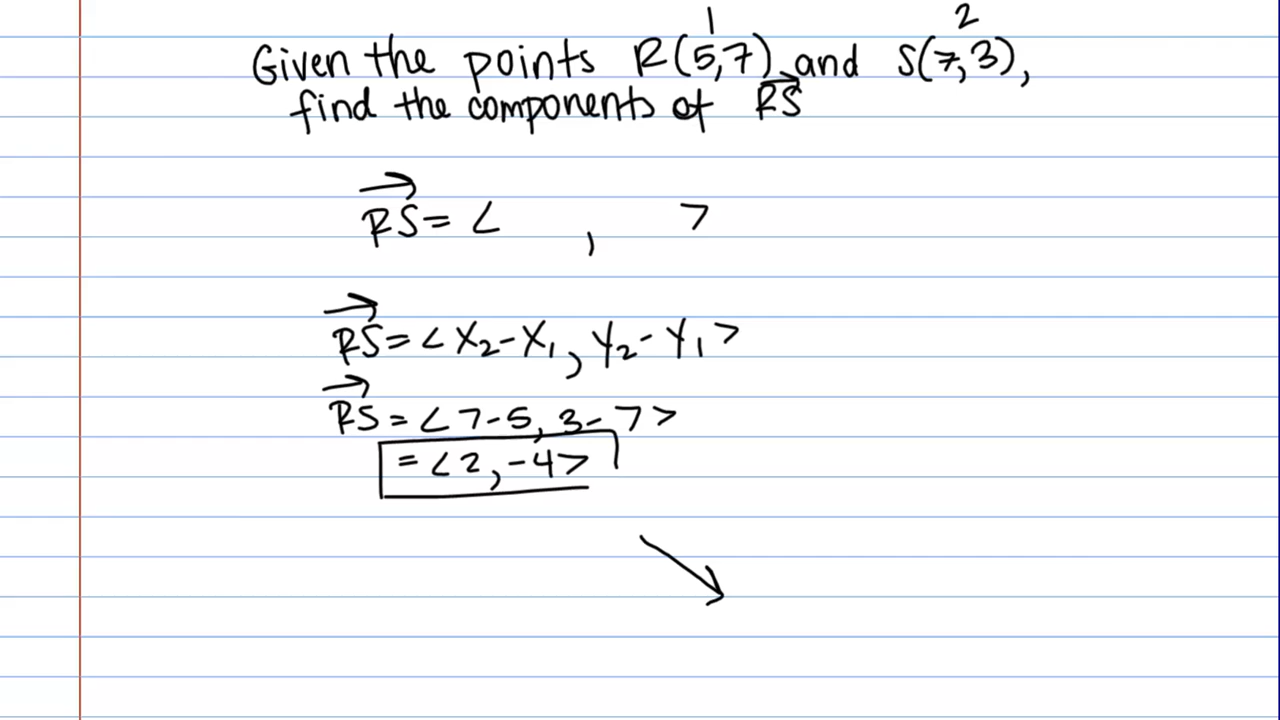 1 2
Given the points R(5,7) and S(7,3),
find the components of RS
RS = < , >
RS = < X₂-X₁, Y₂-Y₁ >
RS = < 7-5, 3-7 >
= < 2, -4 >